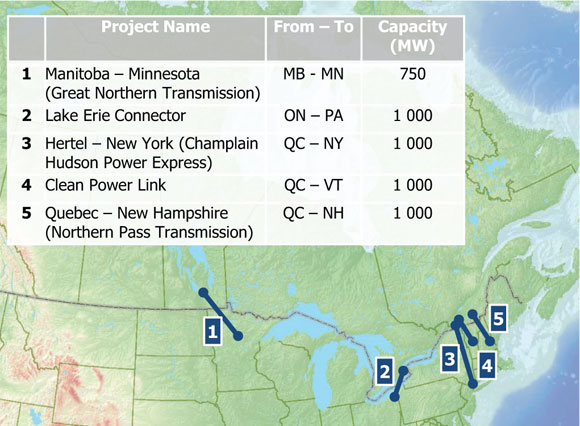 Project Name From – To Capacity (MW)
1 Manitoba – Minnesota MB - MN 750
(Great Northern Transmission)
2 Lake Erie Connector ON – PA 1 000
3 Hertel – New York (Champlain QC – NY 1 000
Hudson Power Express)
4 Clean Power Link QC – VT 1 000
5 Quebec – New Hampshire QC – NH 1 000
(Northern Pass Transmission)
1
2
3
4
5